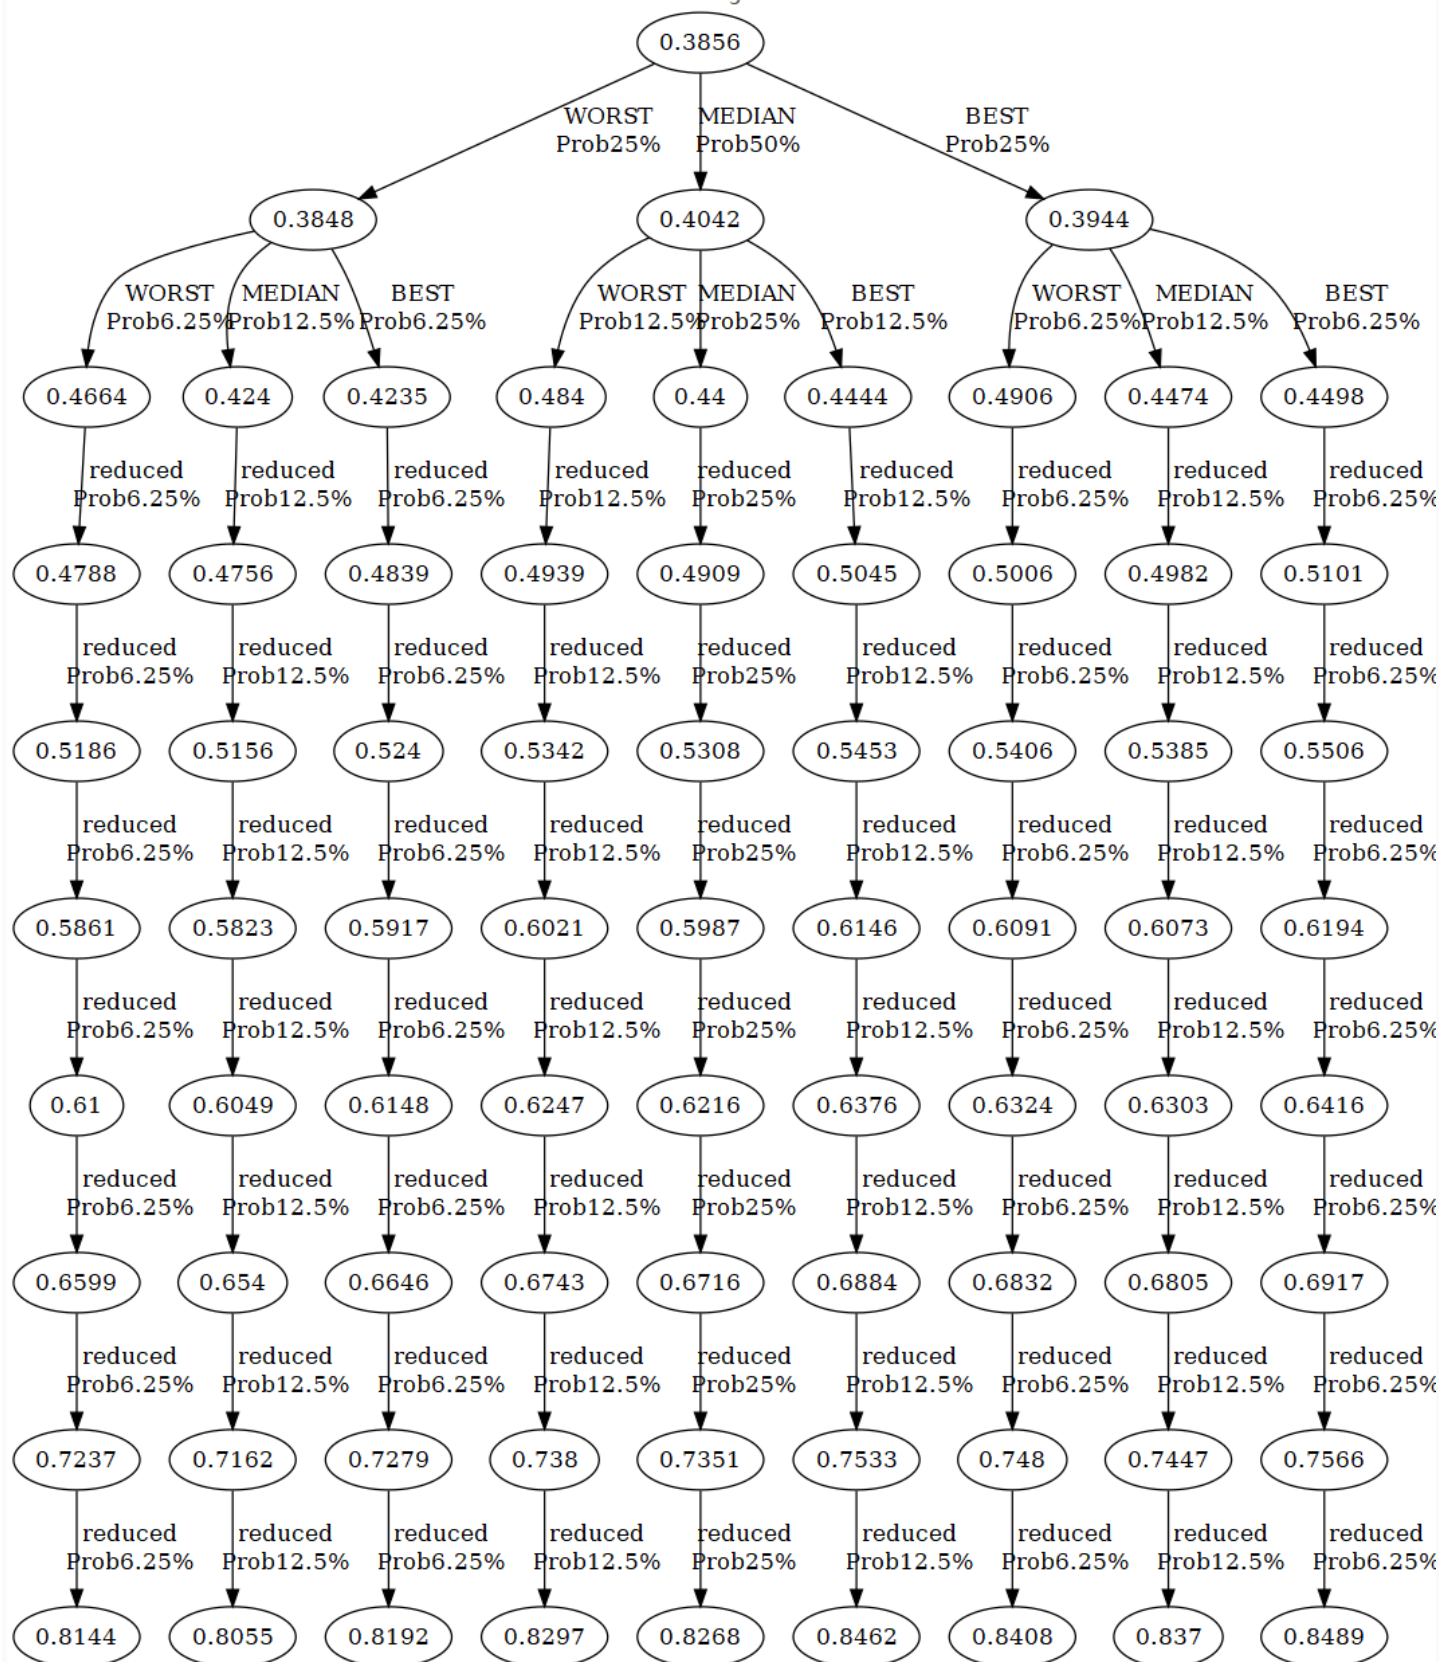 0.3856
WORST MEDIAN BEST
Prob25% Prob50% Prob25%
0.3848 0.4042 0.3944
WORST MEDIAN BEST WORST MEDIAN BEST WORST MEDIAN BEST
Prob6.25% Prob12.5% Prob6.25% Prob12.5% Prob25% Prob12.5% Prob6.25% Prob12.5% Prob6.25%
0.4664 0.424 0.4235 0.484 0.44 0.4444 0.4906 0.4474 0.4498
reduced reduced reduced reduced reduced reduced reduced reduced reduced
Prob6.25% Prob12.5% Prob6.25% Prob12.5% Prob25% Prob12.5% Prob6.25% Prob12.5% Prob6.25%
0.4788 0.4756 0.4839 0.4939 0.4909 0.5045 0.5006 0.4982 0.5101
reduced reduced reduced reduced reduced reduced reduced reduced reduced
Prob6.25% Prob12.5% Prob6.25% Prob12.5% Prob25% Prob12.5% Prob6.25% Prob12.5% Prob6.25%
0.5186 0.5156 0.524 0.5342 0.5308 0.5453 0.5406 0.5385 0.5506
reduced reduced reduced reduced reduced reduced reduced reduced reduced
Prob6.25% Prob12.5% Prob6.25% Prob12.5% Prob25% Prob12.5% Prob6.25% Prob12.5% Prob6.25%
0.5861 0.5823 0.5917 0.6021 0.5987 0.6146 0.6091 0.6073 0.6194
reduced reduced reduced reduced reduced reduced reduced reduced reduced
Prob6.25% Prob12.5% Prob6.25% Prob12.5% Prob25% Prob12.5% Prob6.25% Prob12.5% Prob6.25%
0.61 0.6049 0.6148 0.6247 0.6216 0.6376 0.6324 0.6303 0.6416
reduced reduced reduced reduced reduced reduced reduced reduced reduced
Prob6.25% Prob12.5% Prob6.25% Prob12.5% Prob25% Prob12.5% Prob6.25% Prob12.5% Prob6.25%
0.6599 0.654 0.6646 0.6743 0.6716 0.6884 0.6832 0.6805 0.6917
reduced reduced reduced reduced reduced reduced reduced reduced reduced
Prob6.25% Prob12.5% Prob6.25% Prob12.5% Prob25% Prob12.5% Prob6.25% Prob12.5% Prob6.25%
0.7237 0.7162 0.7279 0.738 0.7351 0.7533 0.748 0.7447 0.7566
reduced reduced reduced reduced reduced reduced reduced reduced reduced
Prob6.25% Prob12.5% Prob6.25% Prob12.5% Prob25% Prob12.5% Prob6.25% Prob12.5% Prob6.25%
0.8144 0.8055 0.8192 0.8297 0.8268 0.8462 0.8408 0.837 0.8489